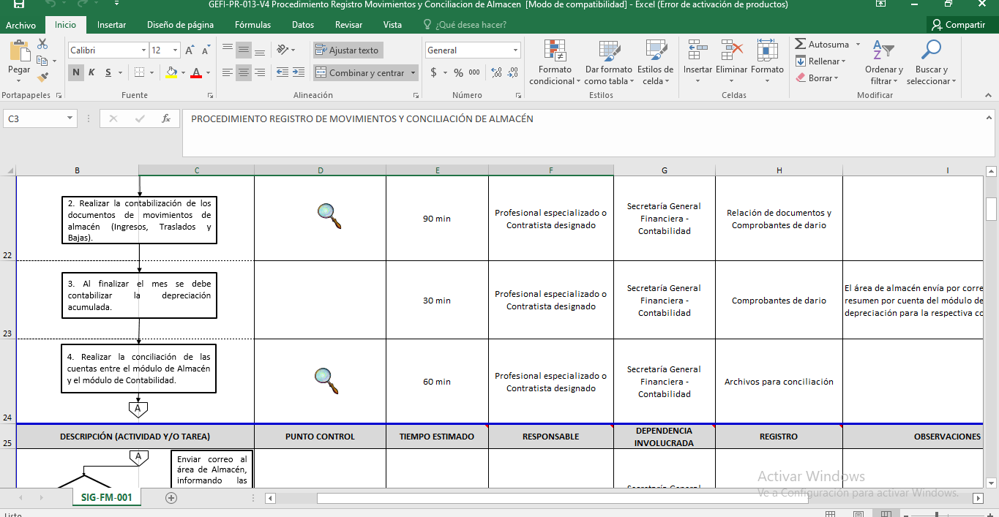 GEFI-PR-013-V4 Procedimiento Registro Movimientos y Conciliacion de Almacen [Modo de compatibilidad] - Excel (Error de activación de productos)
Archivo Inicio Insertar Diseño de página Fórmulas Datos Revisar Vista ¿Qué desea hacer? Compartir
Pegar
Calibri 12
Ajustar texto
General
Autosuma
N K S
Combinar y centrar
$ % 000
Formato condicional
Dar formato como tabla
Estilos de celda
Insertar Eliminar Formato
Rellenar
Borrar
Ordenar y filtrar
Buscar y seleccionar
Portapapeles Fuente Alineación Número Estilos Celdas Modificar
C3 fx PROCEDIMIENTO REGISTRO DE MOVIMIENTOS Y CONCILIACIÓN DE ALMACÉN
B C D E F G H I
22
2. Realizar la contabilización de los
documentos de movimientos de
almacén (Ingresos, Traslados y
Bajas).
90 min
Profesional especializado o
Contratista designado
Secretaría General
Financiera -
Contabilidad
Relación de documentos y
Comprobantes de dario
23
3. Al finalizar el mes se debe
contabilizar la depreciación
acumulada.
30 min
Profesional especializado o
Contratista designado
Secretaría General
Financiera -
Contabilidad
Comprobantes de dario
El área de almacén envía por corre
resumen por cuenta del módulo de
depreciación para la respectiva co
24
4. Realizar la conciliación de las
cuentas entre el módulo de Almacén
y el módulo de Contabilidad.
A
60 min
Profesional especializado o
Contratista designado
Secretaría General
Financiera -
Contabilidad
Archivos para conciliación
25
DESCRIPCIÓN (ACTIVIDAD Y/O TAREA) PUNTO CONTROL TIEMPO ESTIMADO RESPONSABLE DEPENDENCIA INVOLUCRADA REGISTRO OBSERVACIONES
A
Enviar correo al
área de Almacén,
informando las
Secretaría General
Activar Windows
Ve a Configuración para activar Windows.
SIG-FM-001
Listo